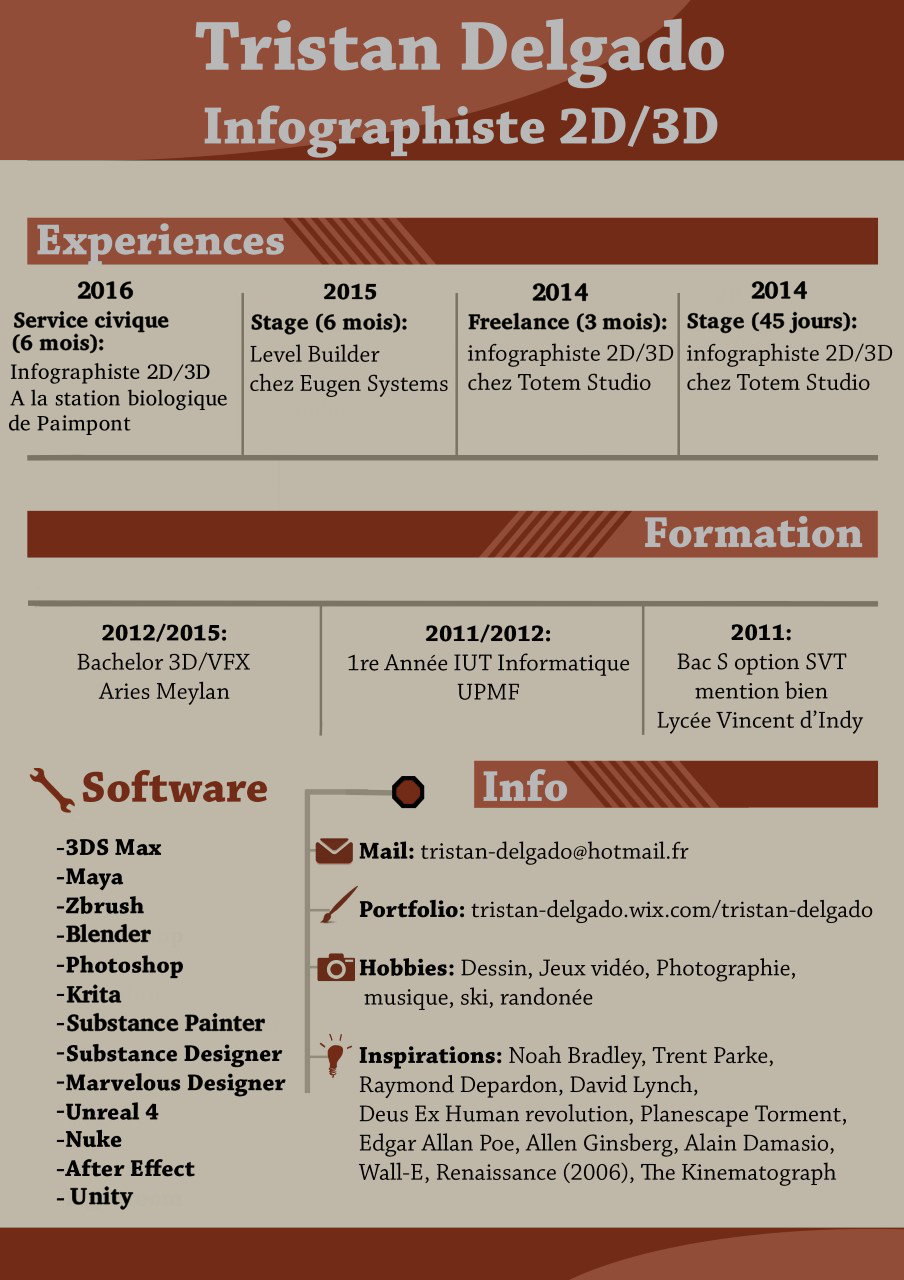 Tristan Delgado
Infographiste 2D/3D
Experiences
2016
Service civique
(6 mois):
Infographiste 2D/3D
A la station biologique
de Paimpont
2015
Stage (6 mois):
Level Builder
chez Eugen Systems
2014
Freelance (3 mois):
infographiste 2D/3D
chez Totem Studio
2014
Stage (45 jours):
infographiste 2D/3D
chez Totem Studio
Formation
2012/2015:
Bachelor 3D/VFX
Aries Meylan
2011/2012:
1re Année IUT Informatique
UPMF
2011:
Bac S option SVT
mention bien
Lycée Vincent d’Indy
Software
-3DS Max
-Maya
-Zbrush
-Blender
-Photoshop
-Krita
-Substance Painter
-Substance Designer
-Marvelous Designer
-Unreal 4
-Nuke
-After Effect
- Unity
Info
Mail: tristan-delgado@hotmail.fr
Portfolio: tristan-delgado.wix.com/tristan-delgado
Hobbies: Dessin, Jeux vidéo, Photographie,
musique, ski, randonée
Inspirations: Noah Bradley, Trent Parke,
Raymond Depardon, David Lynch,
Deus Ex Human revolution, Planescape Torment,
Edgar Allan Poe, Allen Ginsberg, Alain Damasio,
Wall-E, Renaissance (2006), The Kinematograph